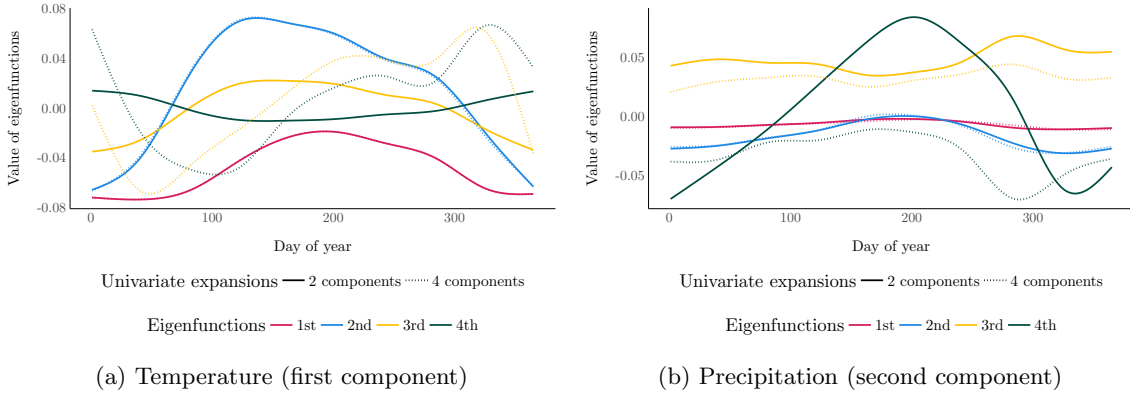 Value of eigenfunctions
0.08
0.04
0.00
-0.04
-0.08
0
100
200
300
Day of year
Univariate expansions 2 components 4 components
Eigenfunctions 1st 2nd 3rd 4th
(a) Temperature (first component)
Value of eigenfunctions
0.05
0.00
-0.05
0
100
200
300
Day of year
Univariate expansions 2 components 4 components
Eigenfunctions 1st 2nd 3rd 4th
(b) Precipitation (second component)